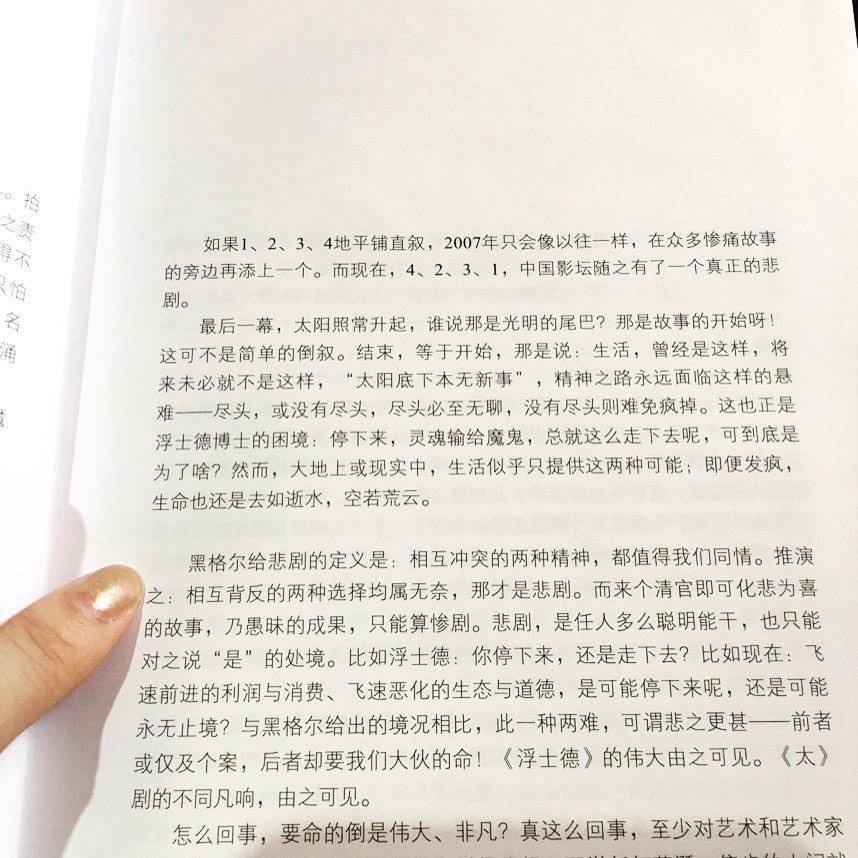 。拍
之责
得不
只怕
名
涌
如果1、2、3、4地平铺直叙，2007年只会像以往一样，在众多惨痛故事
的旁边再添上一个。而现在，4、2、3、1，中国影坛随之有了一个真正的悲
剧。
最后一幕，太阳照常升起，谁说那是光明的尾巴？那是故事的开始呀！
这可不是简单的倒叙。结束，等于开始，那是说：生活，曾经是这样，将
来未必就不是这样，“太阳底下本无新事”，精神之路永远面临这样的悬
难——尽头，或没有尽头，尽头必至无聊，没有尽头则难免疯掉。这也正是
浮士德博士的困境：停下来，灵魂输给魔鬼，总就这么走下去呢，可到底是
为了啥？然而，大地上或现实中，生活似乎只提供这两种可能；即便发疯，
生命也还是去如逝水，空若荒云。
黑格尔给悲剧的定义是：相互冲突的两种精神，都值得我们同情。推演
之：相互背反的两种选择均属无奈，那才是悲剧。而来个清官即可化悲为喜
的故事，乃愚昧的成果，只能算惨剧。悲剧，是任人多么聪明能干，也只能
对之说“是”的处境。比如浮士德：你停下来，还是走下去？比如现在：飞
速前进的利润与消费、飞速恶化的生态与道德，是可能停下来呢，还是可能
永无止境？与黑格尔给出的境况相比，此一种两难，可谓悲之更甚——前者
或仅及个案，后者却要我们大伙的命！《浮士德》的伟大由之可见。《太》
剧的不同凡响，由之可见。
怎么回事，要命的倒是伟大、非凡？真这么回事，至少对艺术和艺术家